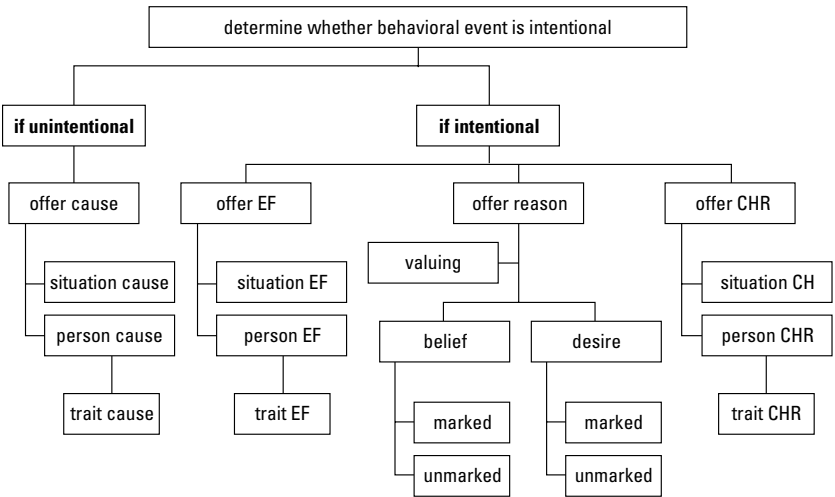 determine whether behavioral event is intentional
if unintentional
if intentional
offer cause
offer EF
offer reason
offer CHR
valuing
situation cause
situation EF
situation CH
person cause
person EF
belief
desire
person CHR
trait cause
trait EF
marked
marked
trait CHR
unmarked
unmarked